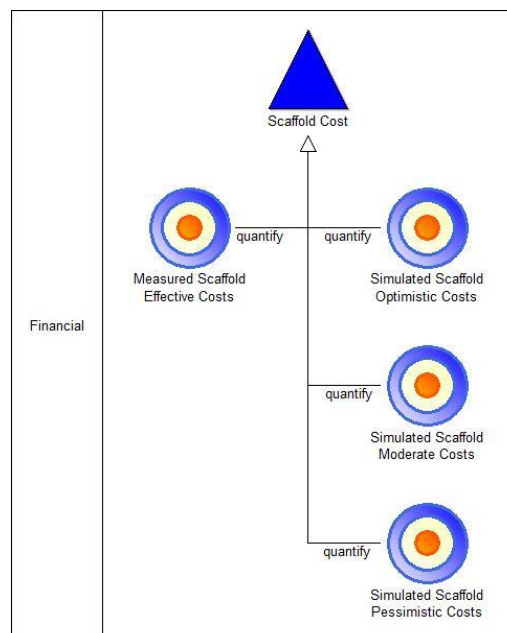 Scaffold Cost
quantify
quantify
Measured Scaffold
Effective Costs
Simulated Scaffold
Optimistic Costs
Financial
quantify
Simulated Scaffold
Moderate Costs
quantify
Simulated Scaffold
Pessimistic Costs